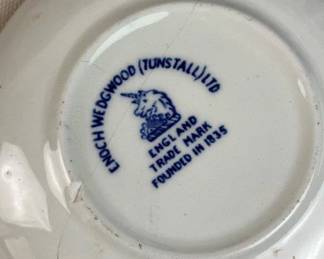 ENOCH WEDGWOOD (TUNSTALL) LTD
ENGLAND
TRADE MARK
FOUNDED IN 1835